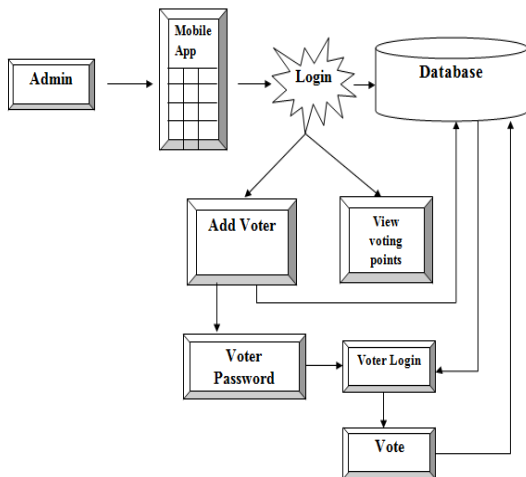 Mobile
App
Admin
Login
Database
Add Voter
View
voting
points
Voter
Password
Voter Login
Vote